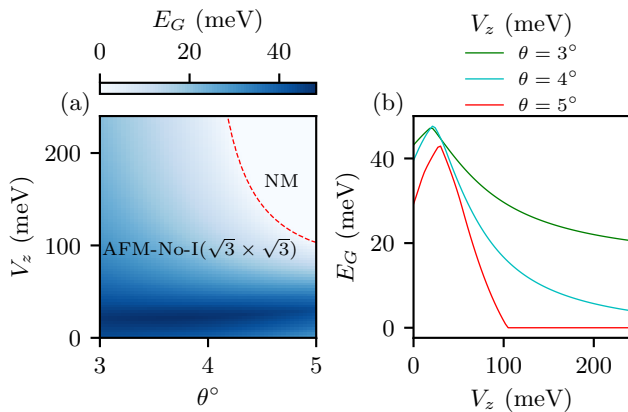 E_G (meV)
0 20 40
(a)
200
100
0
V_z (meV)
NM
AFM-No-I(√3 × √3)
3 4 5
θ°
V_z (meV)
θ = 3°
θ = 4°
θ = 5°
(b)
40
20
0
E_G (meV)
0 100 200
V_z (meV)